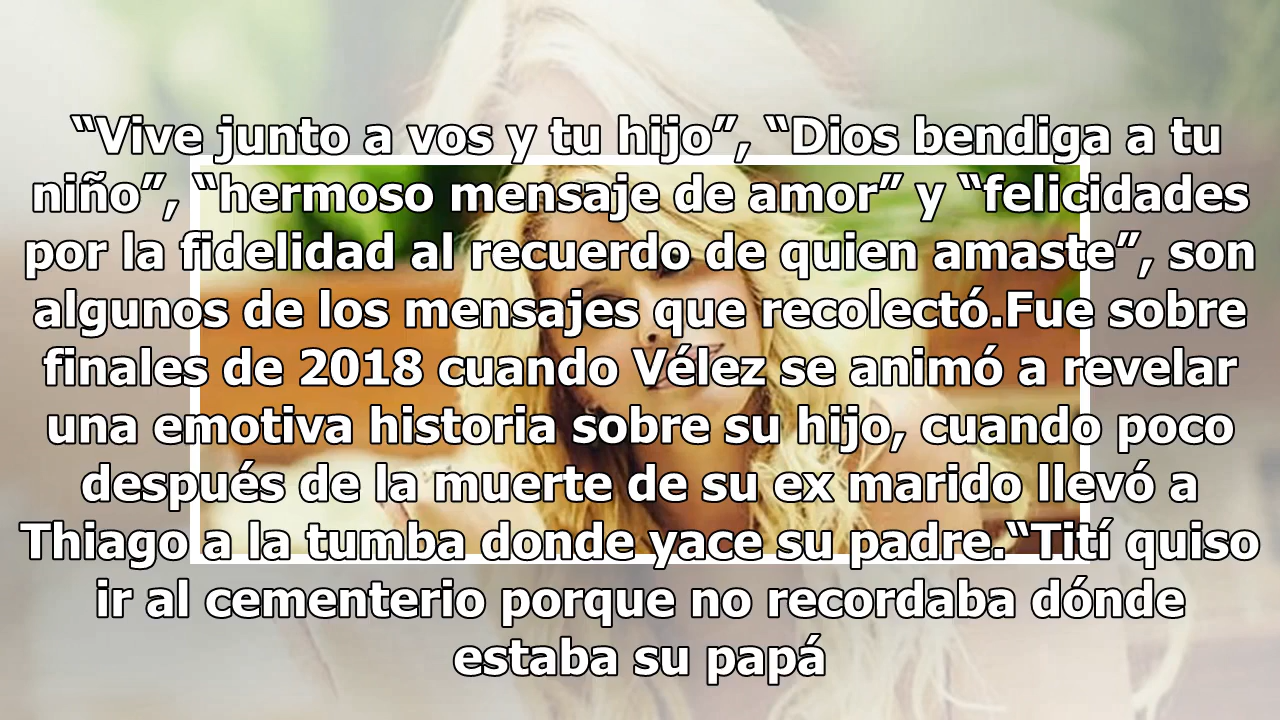 “Vive junto a vos y tu hijo”, “Dios bendiga a tu
niño”, “hermoso mensaje de amor” y “felicidades
por la fidelidad al recuerdo de quien amaste”, son
algunos de los mensajes que recolectó.Fue sobre
finales de 2018 cuando Vélez se animó a revelar
una emotiva historia sobre su hijo, cuando poco
después de la muerte de su ex marido llevó a
Thiago a la tumba donde yace su padre.“Tití quiso
ir al cementerio porque no recordaba dónde
estaba su papá